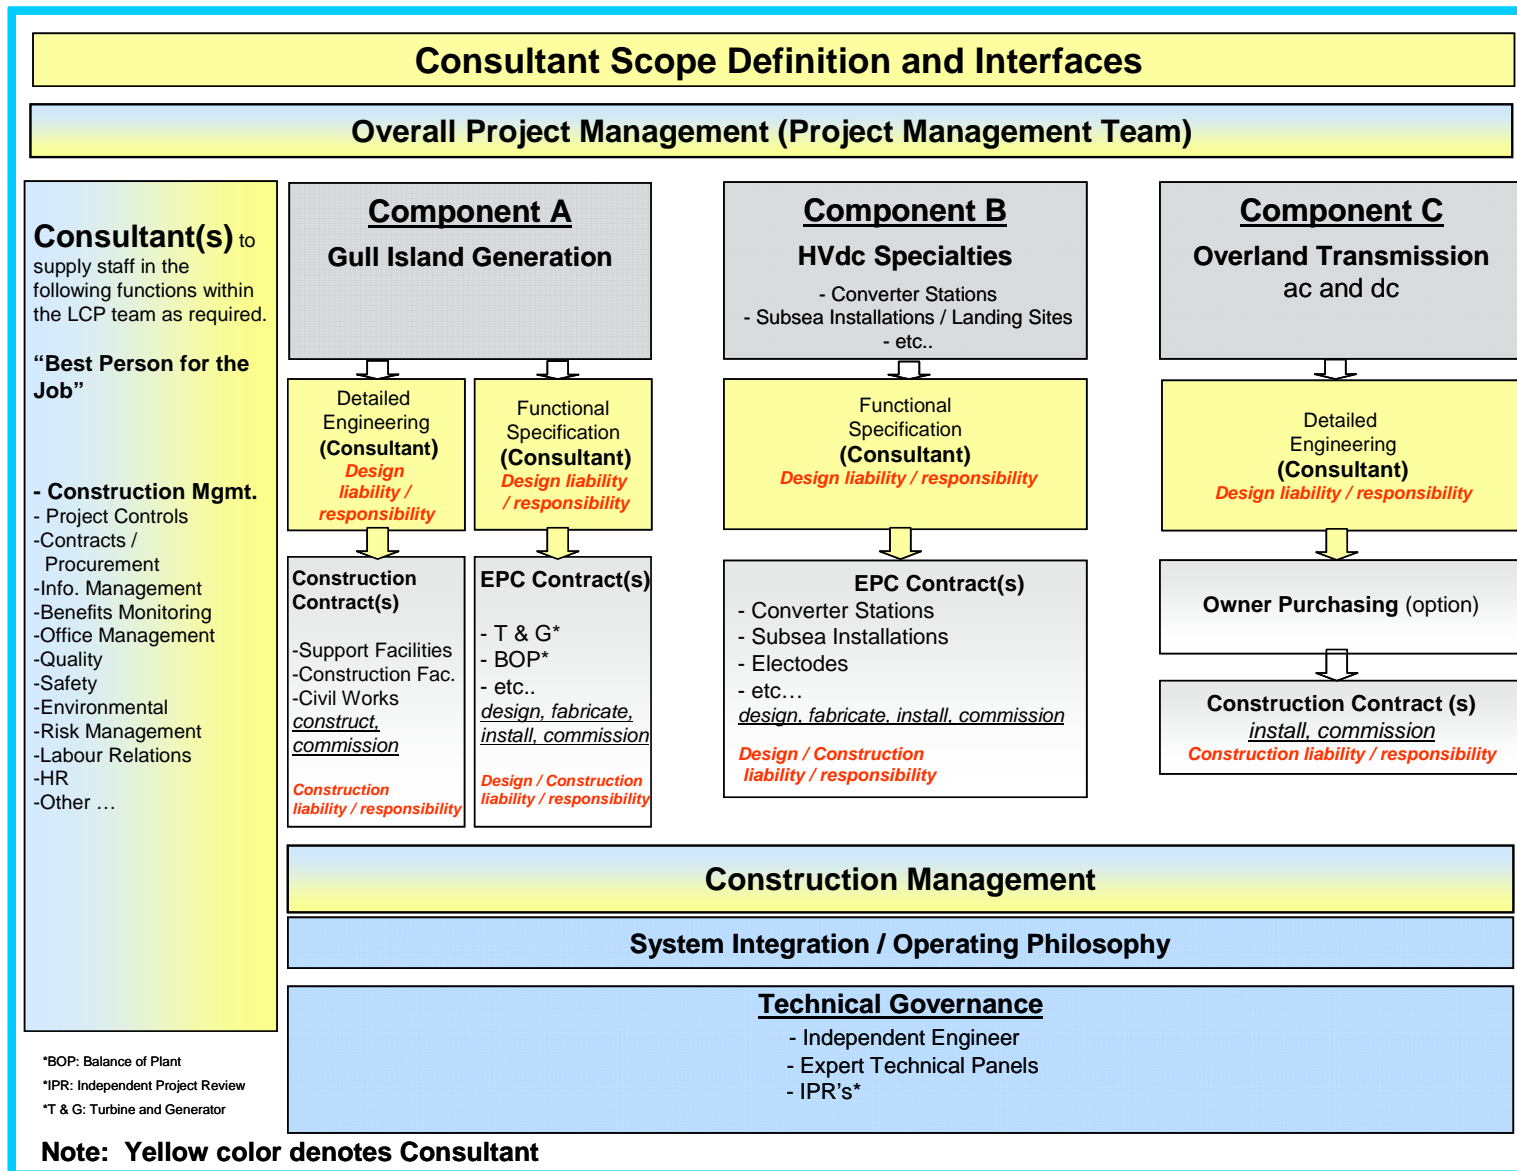 Consultant Scope Definition and Interfaces
Overall Project Management (Project Management Team)
Consultant(s) to
supply staff in the
following functions within
the LCP team as required.
“Best Person for the
Job”
- Construction Mgmt.
- Project Controls
-Contracts /
Procurement
-Info. Management
-Benefits Monitoring
-Office Management
-Quality
-Safety
-Environmental
-Risk Management
-Labour Relations
-HR
-Other …
Component A
Gull Island Generation
Detailed
Engineering
(Consultant)
Design
liability /
responsibility
Functional
Specification
(Consultant)
Design liability
/ responsibility
Construction
Contract(s)
-Support Facilities
-Construction Fac.
-Civil Works
construct,
commission
Construction
liability / responsibility
EPC Contract(s)
- T & G*
- BOP*
- etc..
design, fabricate,
install, commission
Design / Construction
liability / responsibility
Component B
HVdc Specialties
- Converter Stations
- Subsea Installations / Landing Sites
- etc..
Functional
Specification
(Consultant)
Design liability / responsibility
EPC Contract(s)
- Converter Stations
- Subsea Installations
- Electodes
- etc…
design, fabricate, install, commission
Design / Construction
liability / responsibility
Component C
Overland Transmission
ac and dc
Detailed
Engineering
(Consultant)
Design liability / responsibility
Owner Purchasing (option)
Construction Contract (s)
install, commission
Construction liability / responsibility
Construction Management
System Integration / Operating Philosophy
Technical Governance
- Independent Engineer
- Expert Technical Panels
- IPR’s*
*BOP: Balance of Plant
*IPR: Independent Project Review
*T & G: Turbine and Generator
Note:  Yellow color denotes Consultant